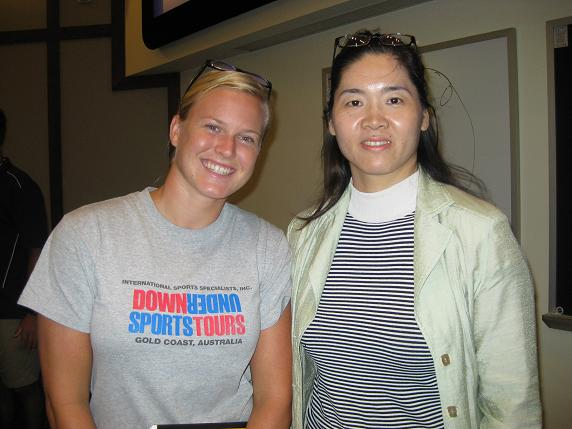 INTERNATIONAL SPORTS SPECIALISTS, INC.
DOWN UNDER
SPORTS TOURS
GOLD COAST, AUSTRALIA